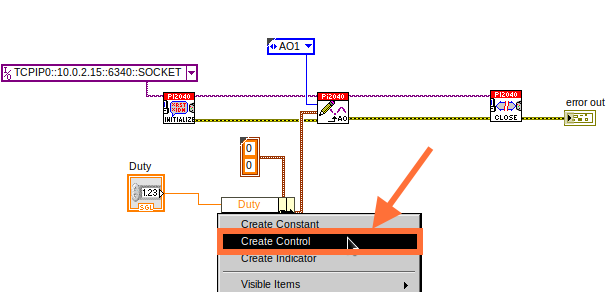 AO1
TCPIP0::10.0.2.15::6340::SOCKET
PI2040
INITIALIZE
PI2040
AO
PI2040
CLOSE
error out
0
0
Duty
1.23
SGL
Duty
Create Constant
Create Control
Create Indicator
Visible Items